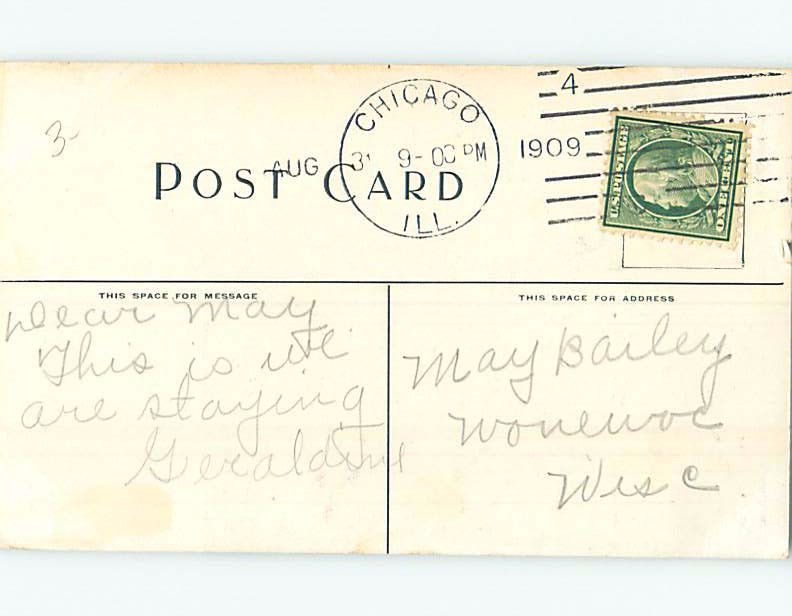 3-
CHICAGO
AUG 31 9-00 PM
ILL.
1909
4
U.S. POSTAGE
ONE CENT
POST CARD
THIS SPACE FOR MESSAGE
Dear May
This is
are staying
Geraldine
THIS SPACE FOR ADDRESS
May Bailey
Wonewoc
Wisc